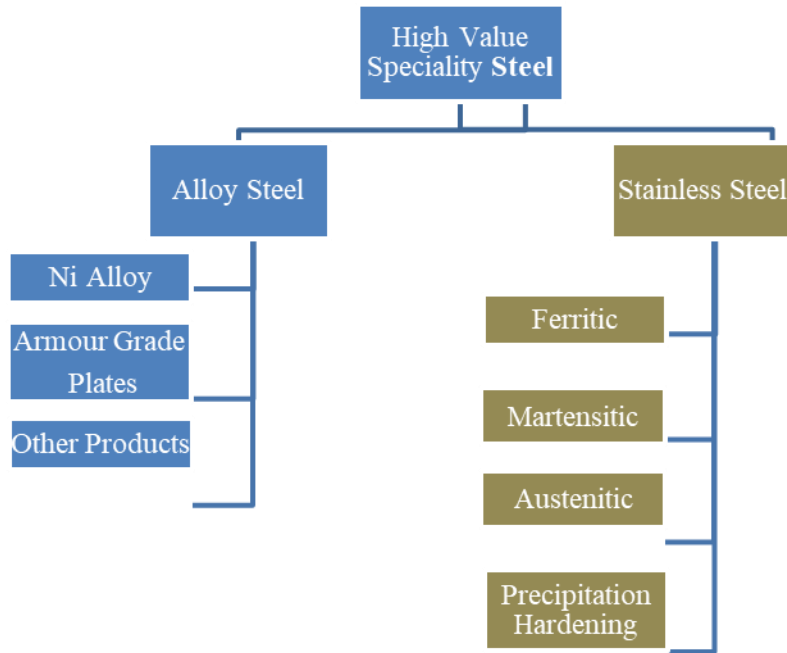 High Value
Speciality Steel
Alloy Steel
Stainless Steel
Ni Alloy
Armour Grade
Plates
Other Products
Ferritic
Martensitic
Austenitic
Precipitation
Hardening